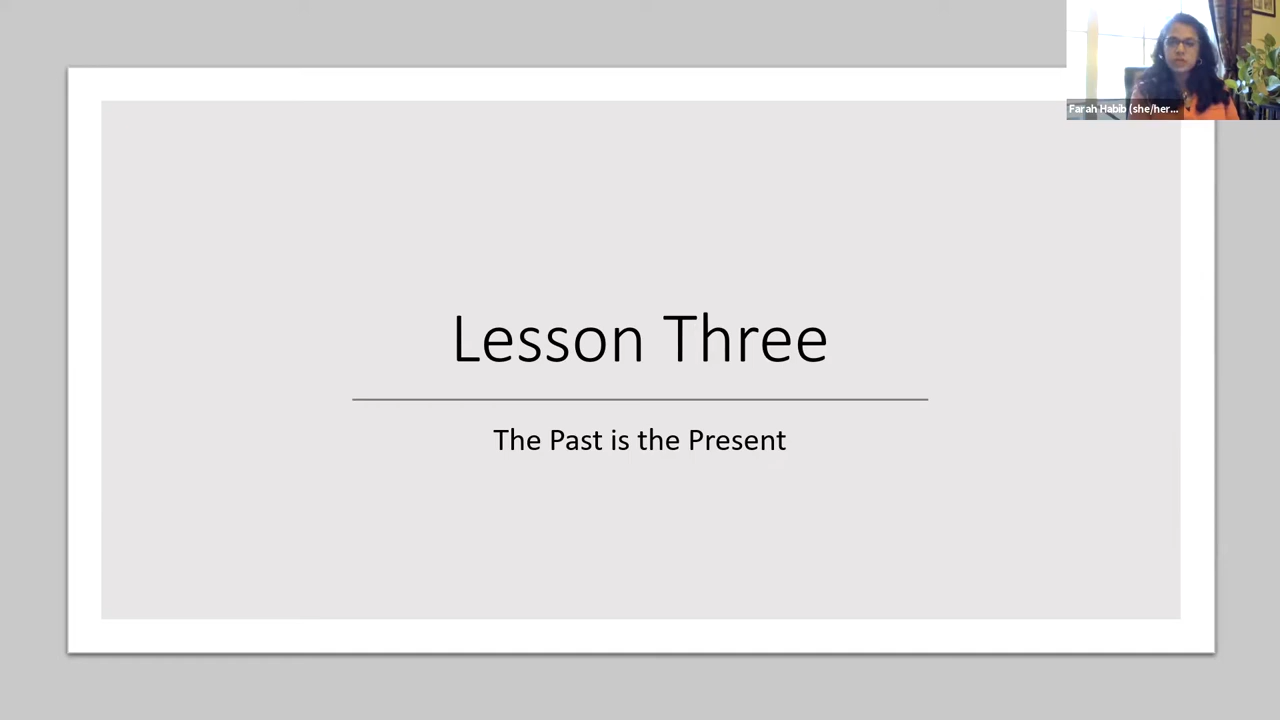 Farah Habib (she/her...
Lesson Three
The Past is the Present